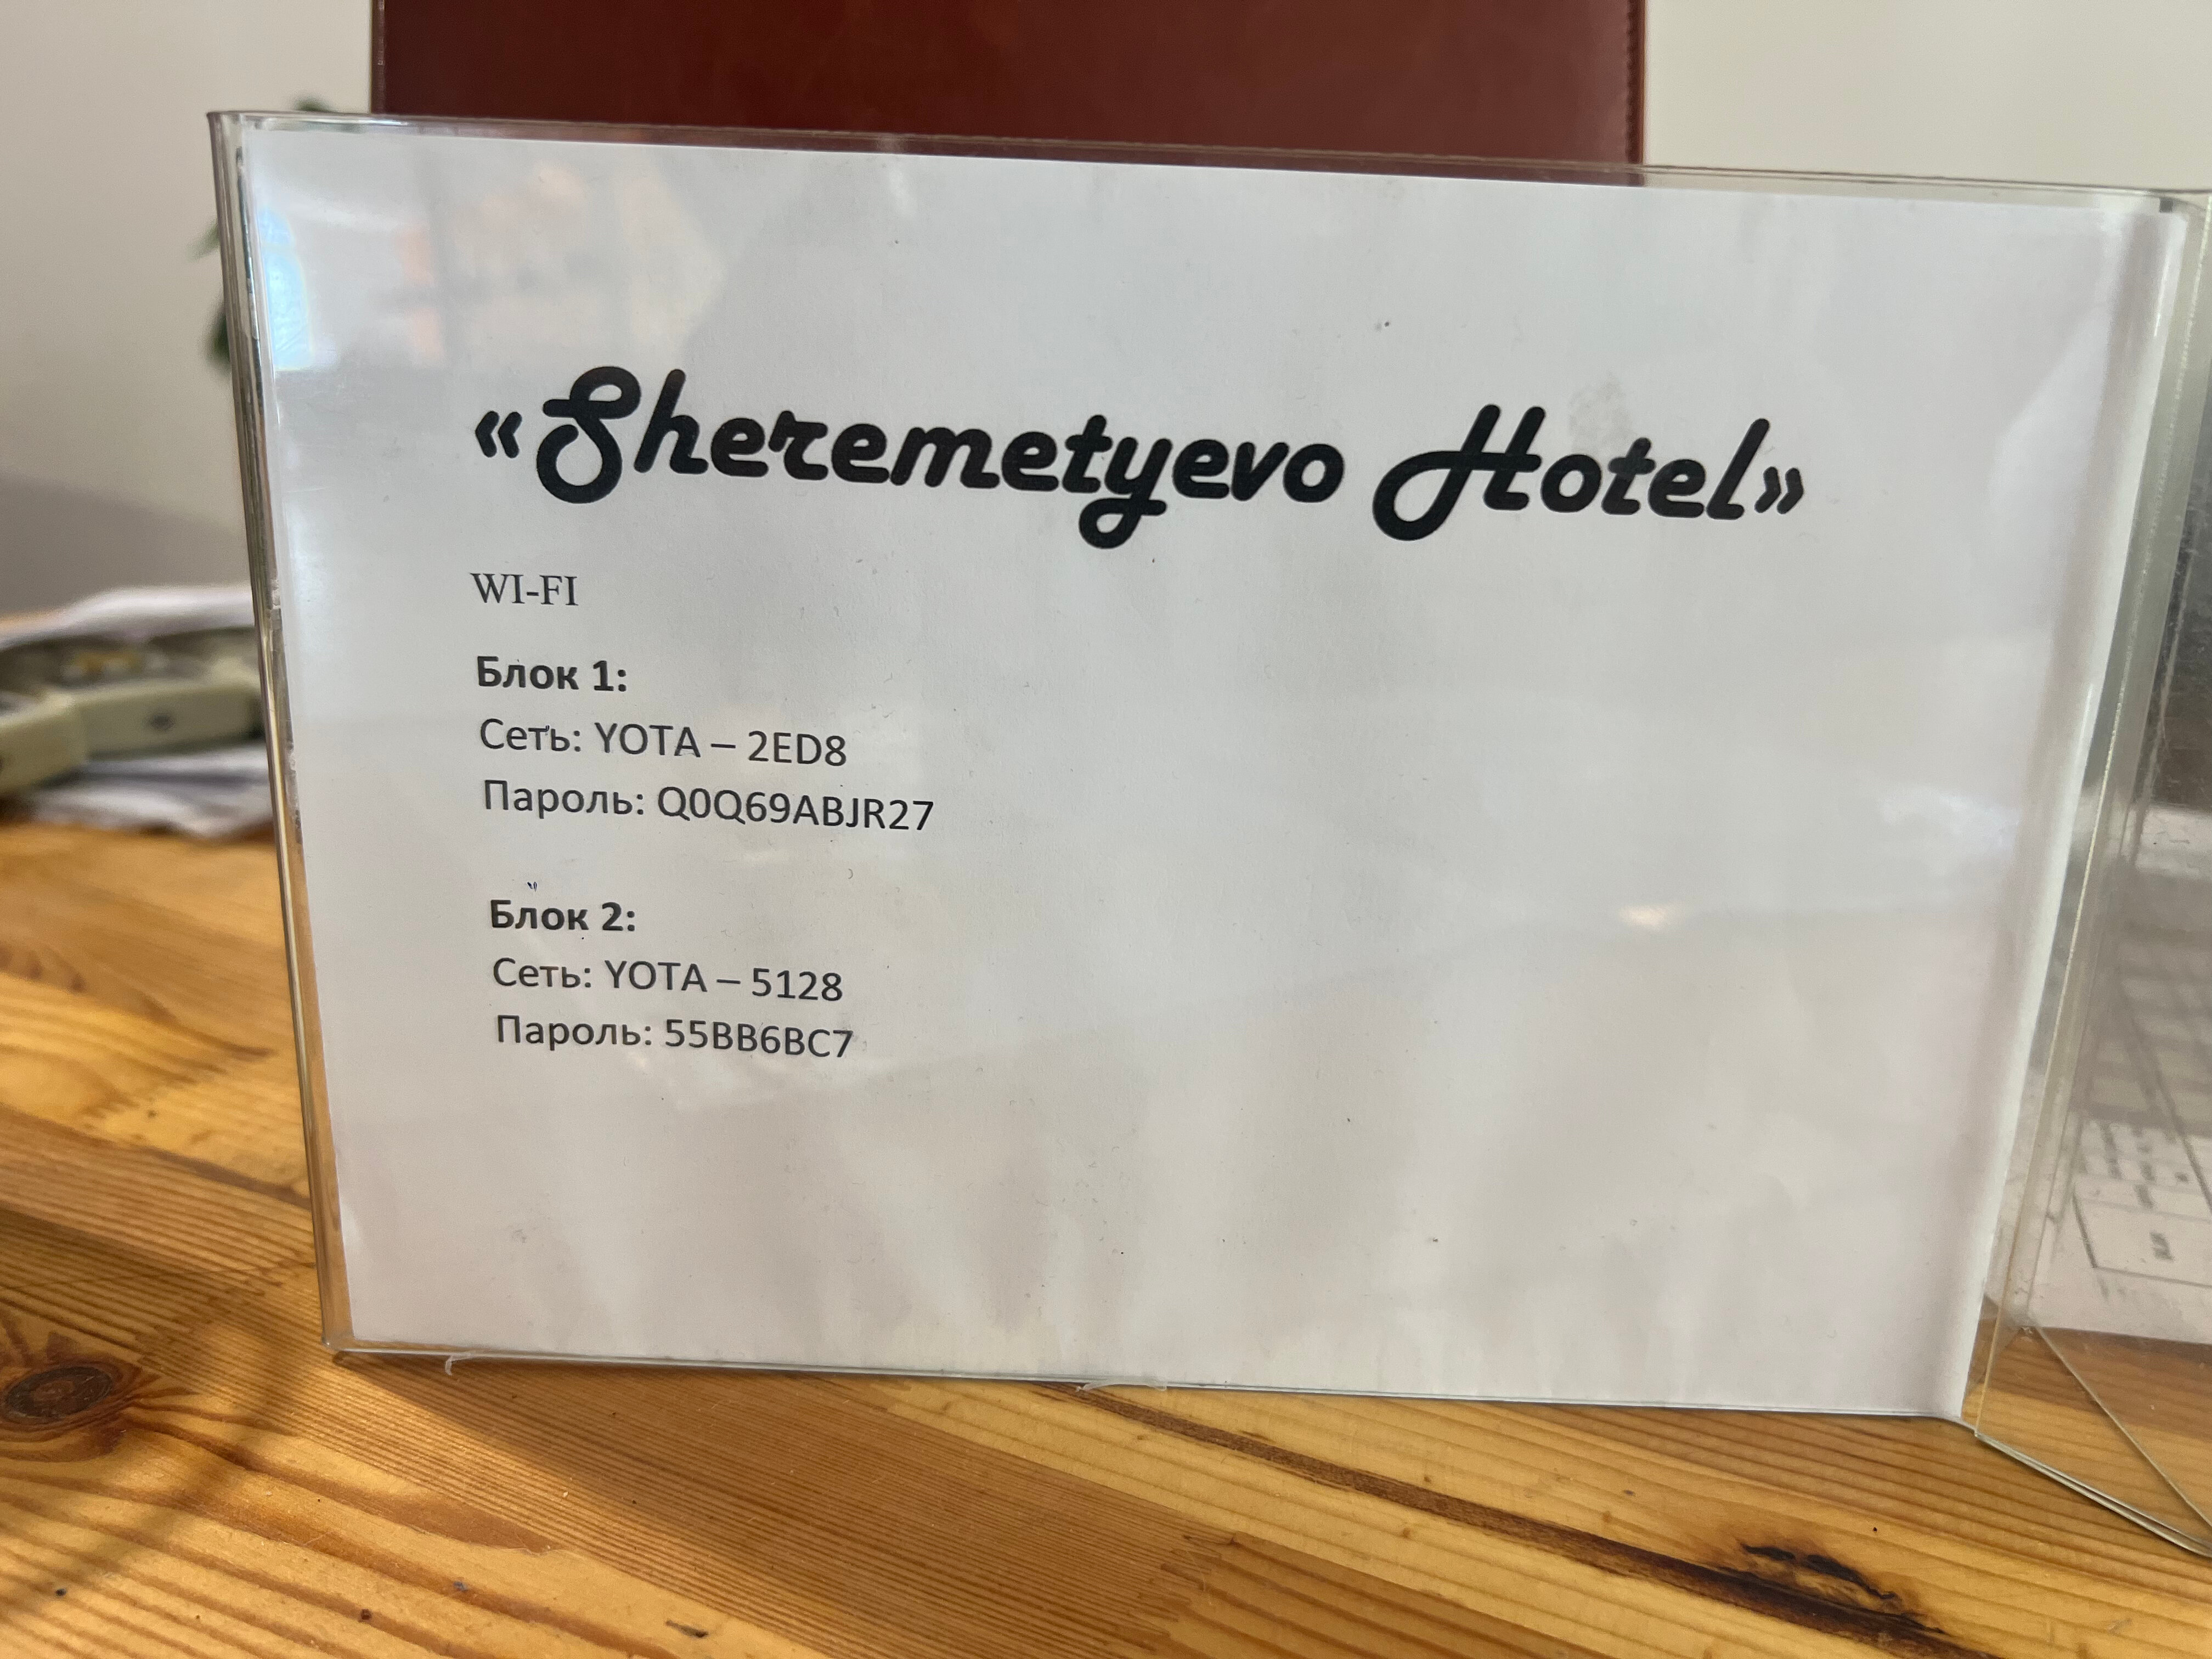 «Sheremetyevo Hotel»
WI-FI
Блок 1:
Сеть: YOTA – 2ED8
Пароль: Q0Q69ABJR27
Блок 2:
Сеть: YOTA – 5128
Пароль: 55BB6BC7